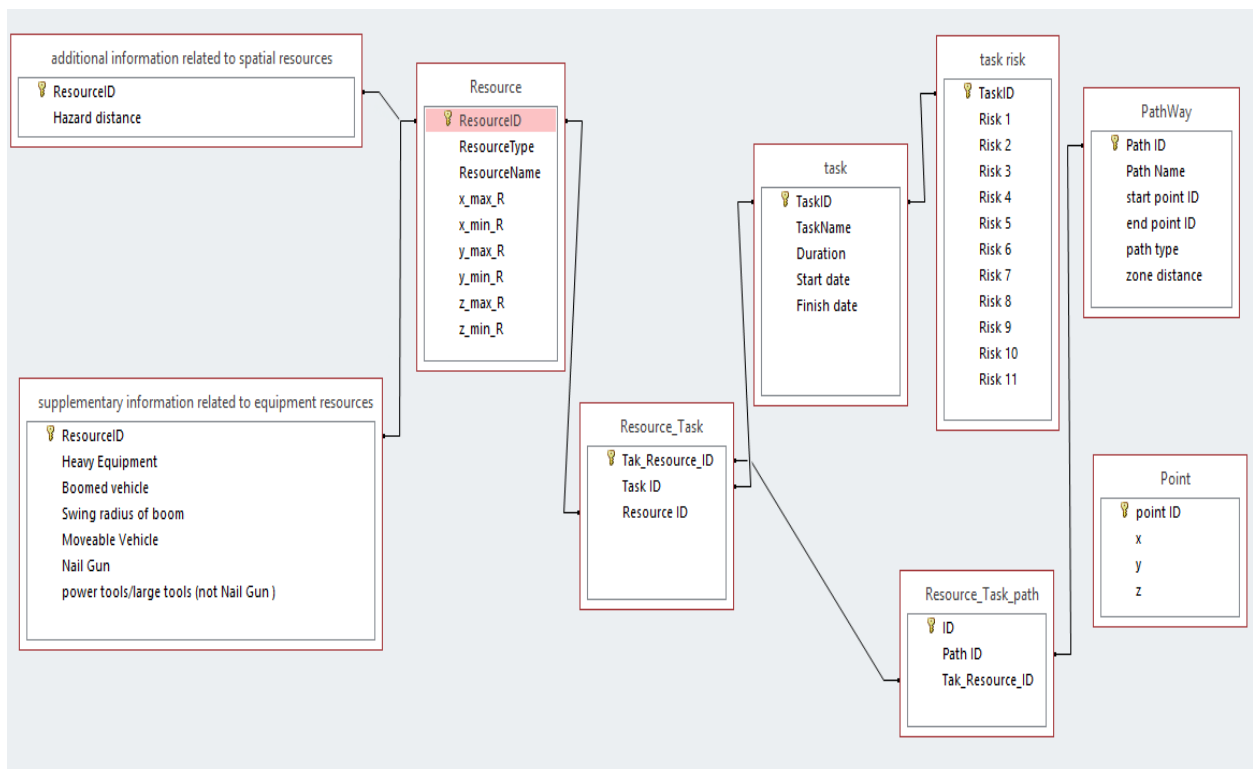 additional information related to spatial resources
ResourceID
Hazard distance
supplementary information related to equipment resources
ResourceID
Heavy Equipment
Boomed vehicle
Swing radius of boom
Moveable Vehicle
Nail Gun
power tools/large tools (not Nail Gun )
Resource
ResourceID
ResourceType
ResourceName
x_max_R
x_min_R
y_max_R
y_min_R
z_max_R
z_min_R
Resource_Task
Tak_Resource_ID
Task ID
Resource ID
task
TaskID
TaskName
Duration
Start date
Finish date
task risk
TaskID
Risk 1
Risk 2
Risk 3
Risk 4
Risk 5
Risk 6
Risk 7
Risk 8
Risk 9
Risk 10
Risk 11
Resource_Task_path
ID
Path ID
Tak_Resource_ID
PathWay
Path ID
Path Name
start point ID
end point ID
path type
zone distance
Point
point ID
x
y
z